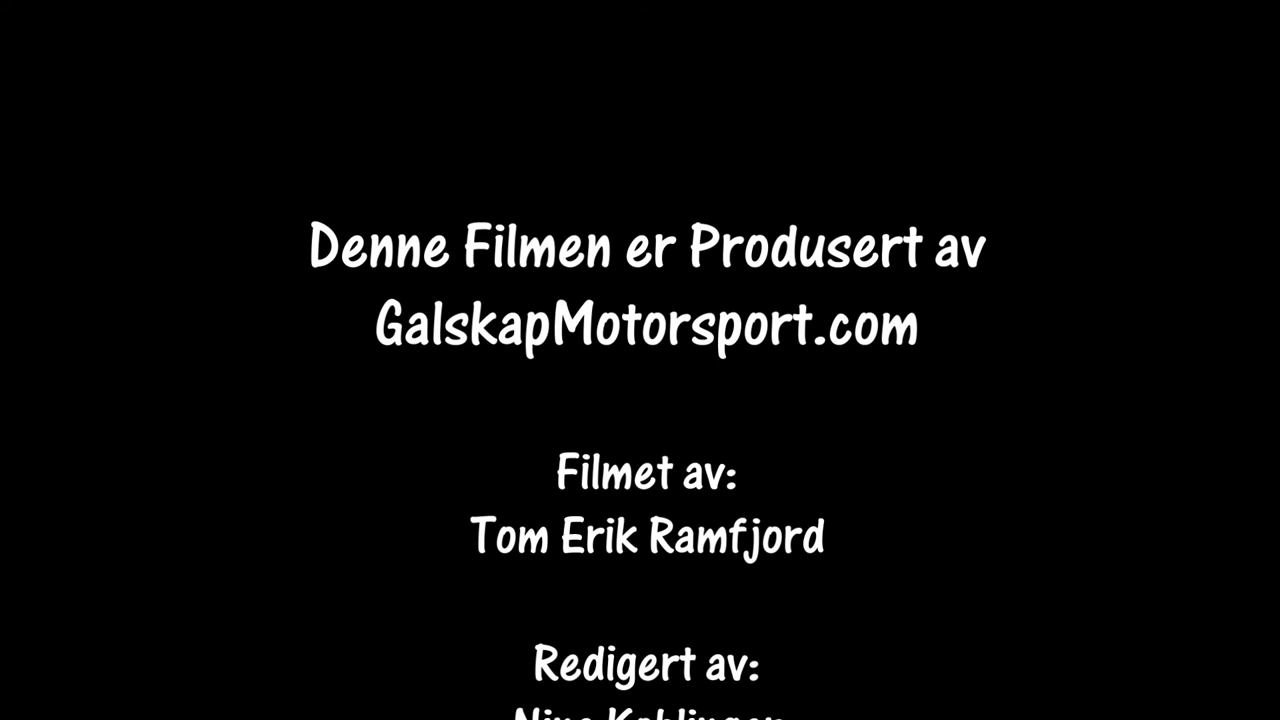 Denne Filmen er Produsert av
GalskapMotorsport.com
Filmet av:
Tom Erik Ramfjord
Redigert av: